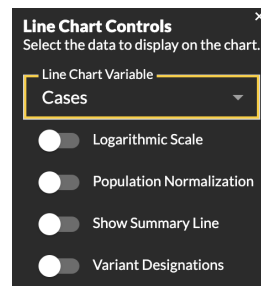 Line Chart Controls
Select the data to display on the chart.
Line Chart Variable
Cases
Logarithmic Scale
Population Normalization
Show Summary Line
Variant Designations